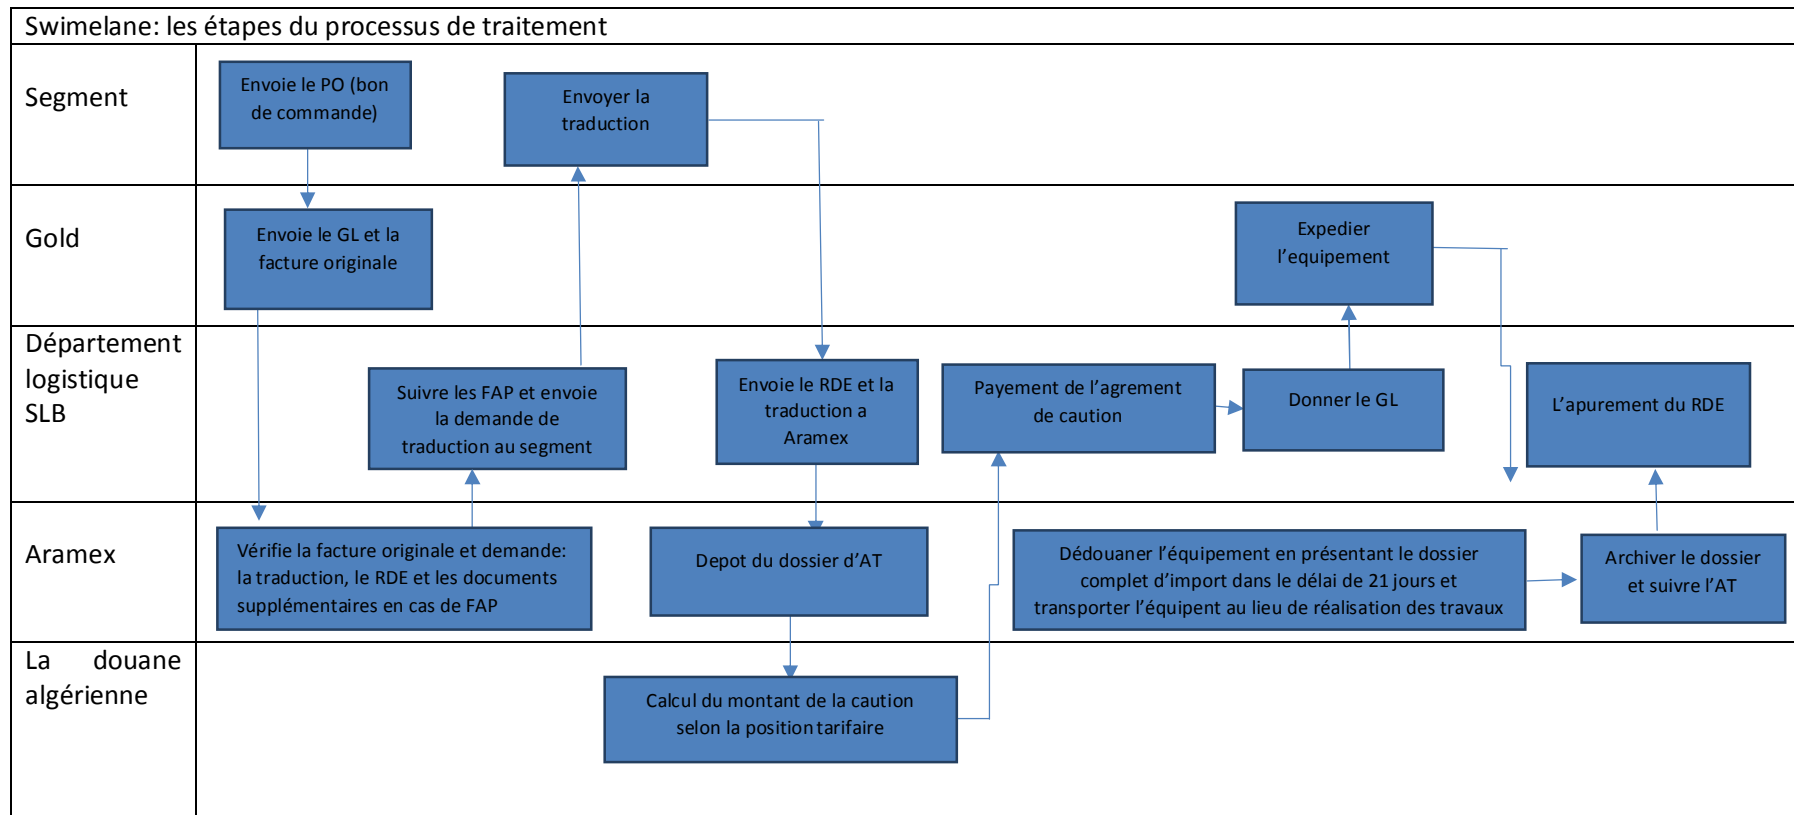 Swimelane: les étapes du processus de traitement
Segment
Envoie le PO (bon
de commande)
Envoyer la
traduction
Gold
Envoie le GL et la
facture originale
Expedier
l’equipement
Département
logistique
SLB
Suivre les FAP et envoie
la demande de
traduction au segment
Envoie le RDE et la
traduction a
Aramex
Payement de l’agrement
de caution
Donner le GL
L’apurement du RDE
Aramex
Vérifie la facture originale et demande:
la traduction, le RDE et les documents
supplémentaires en cas de FAP
Depot du dossier d’AT
Dédouaner l’équipement en présentant le dossier
complet d’import dans le délai de 21 jours et
transporter l’équipent au lieu de réalisation des travaux
Archiver le dossier
et suivre l’AT
La douane
algérienne
Calcul du montant de la caution
selon la position tarifaire